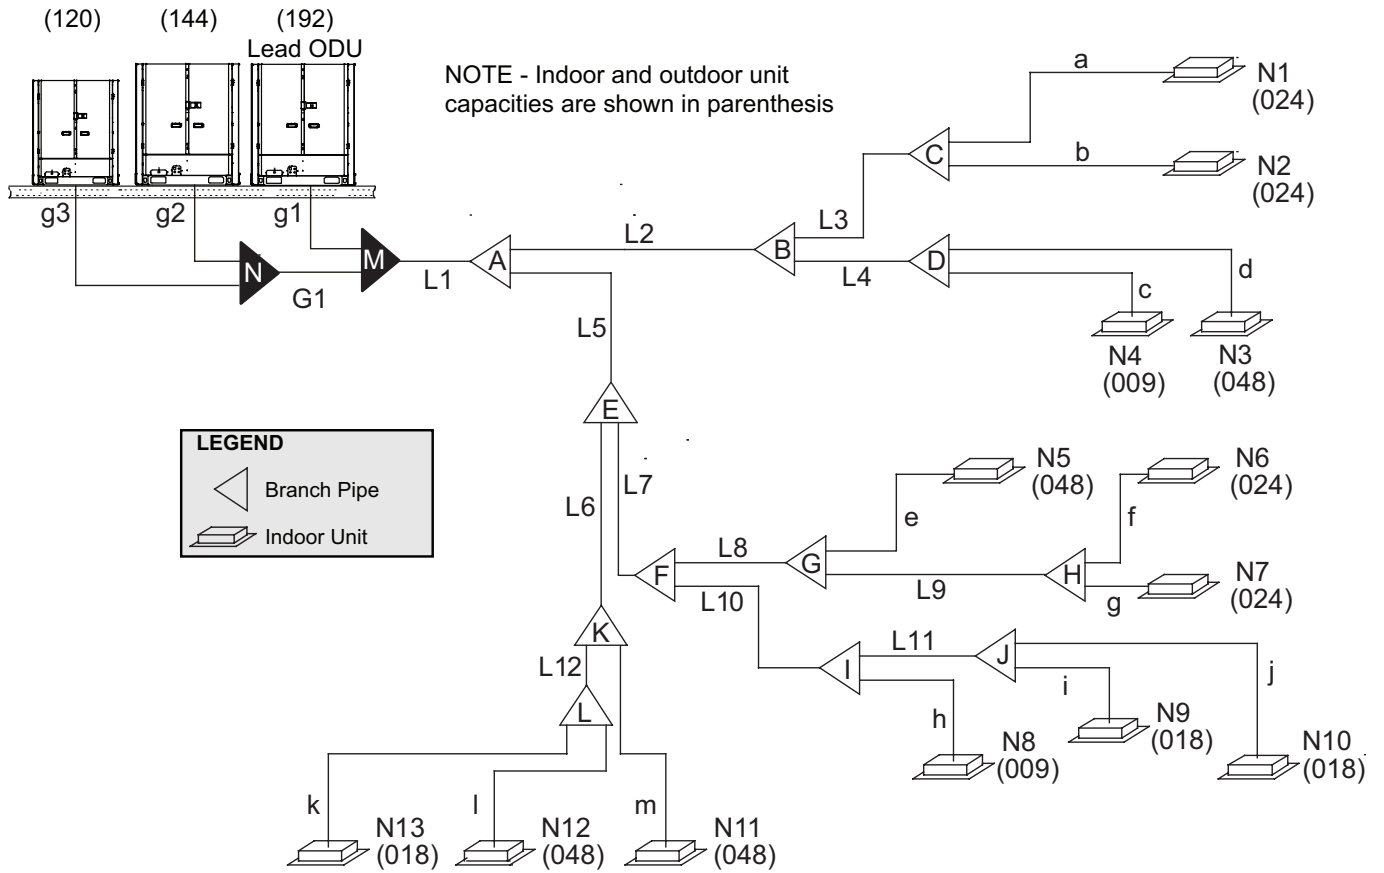 (120)
(144)
(192)
Lead ODU
NOTE - Indoor and outdoor unit
capacities are shown in parenthesis
g3
g2
g1
N
M
G1
L1
A
L2
B
L3
C
a
N1
(024)
b
N2
(024)
L4
D
d
c
N4
(009)
N3
(048)
L5
E
LEGEND
Branch Pipe
Indoor Unit
L6
L7
F
L8
G
e
N5
(048)
L9
H
f
N6
(024)
g
N7
(024)
L10
I
L11
J
j
i
h
N8
(009)
N9
(018)
N10
(018)
K
L12
L
k
l
m
N13
(018)
N12
(048)
N11
(048)